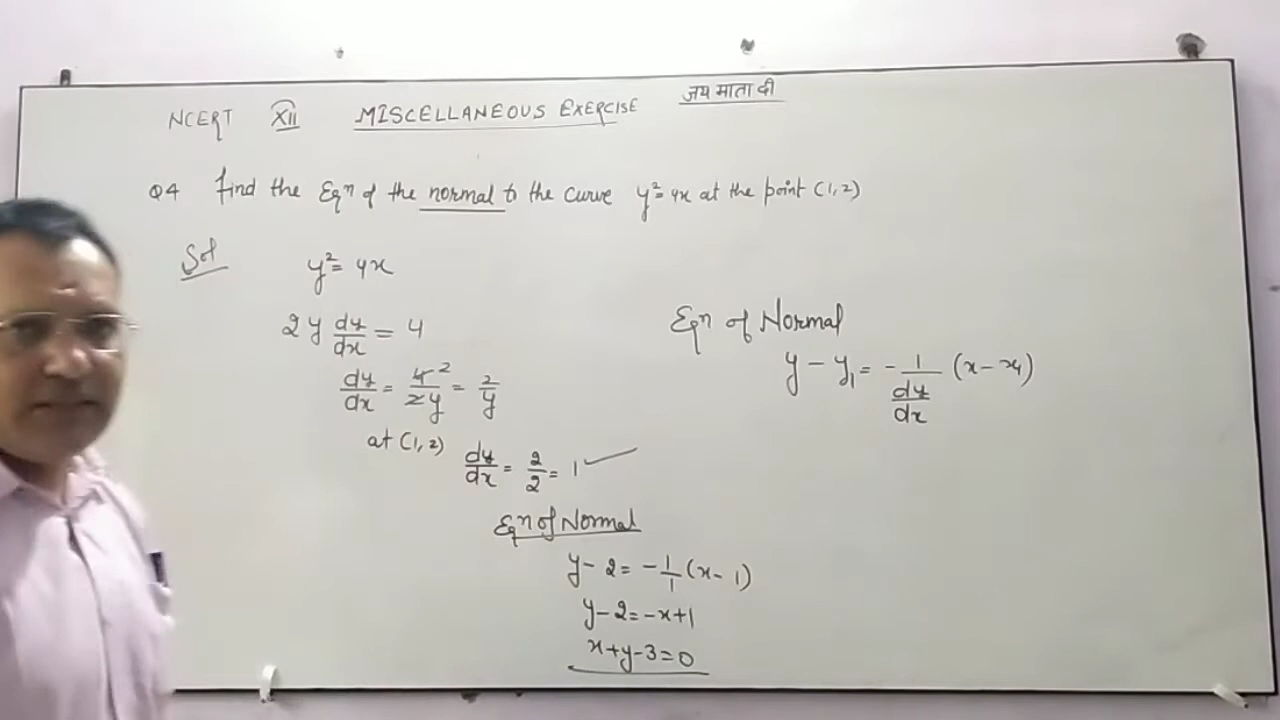 NCERT XII MISCELLANEOUS EXERCISE जय माता दी
Q4 Find the Eqⁿ of the normal to the curve y²=4x at the point (1,2)
Sol
y²=4x
2y dy/dx = 4
dy/dx = 4²/2y = 2/y
at (1,2) dy/dx = 2/2 = 1 ✓
Eqⁿ of Normal
y-2=-1/1(x-1)
y-2=-x+1
x+y-3=0
Eqⁿ of Normal
y-y₁=-1/(dy/dx) (x-x₁)